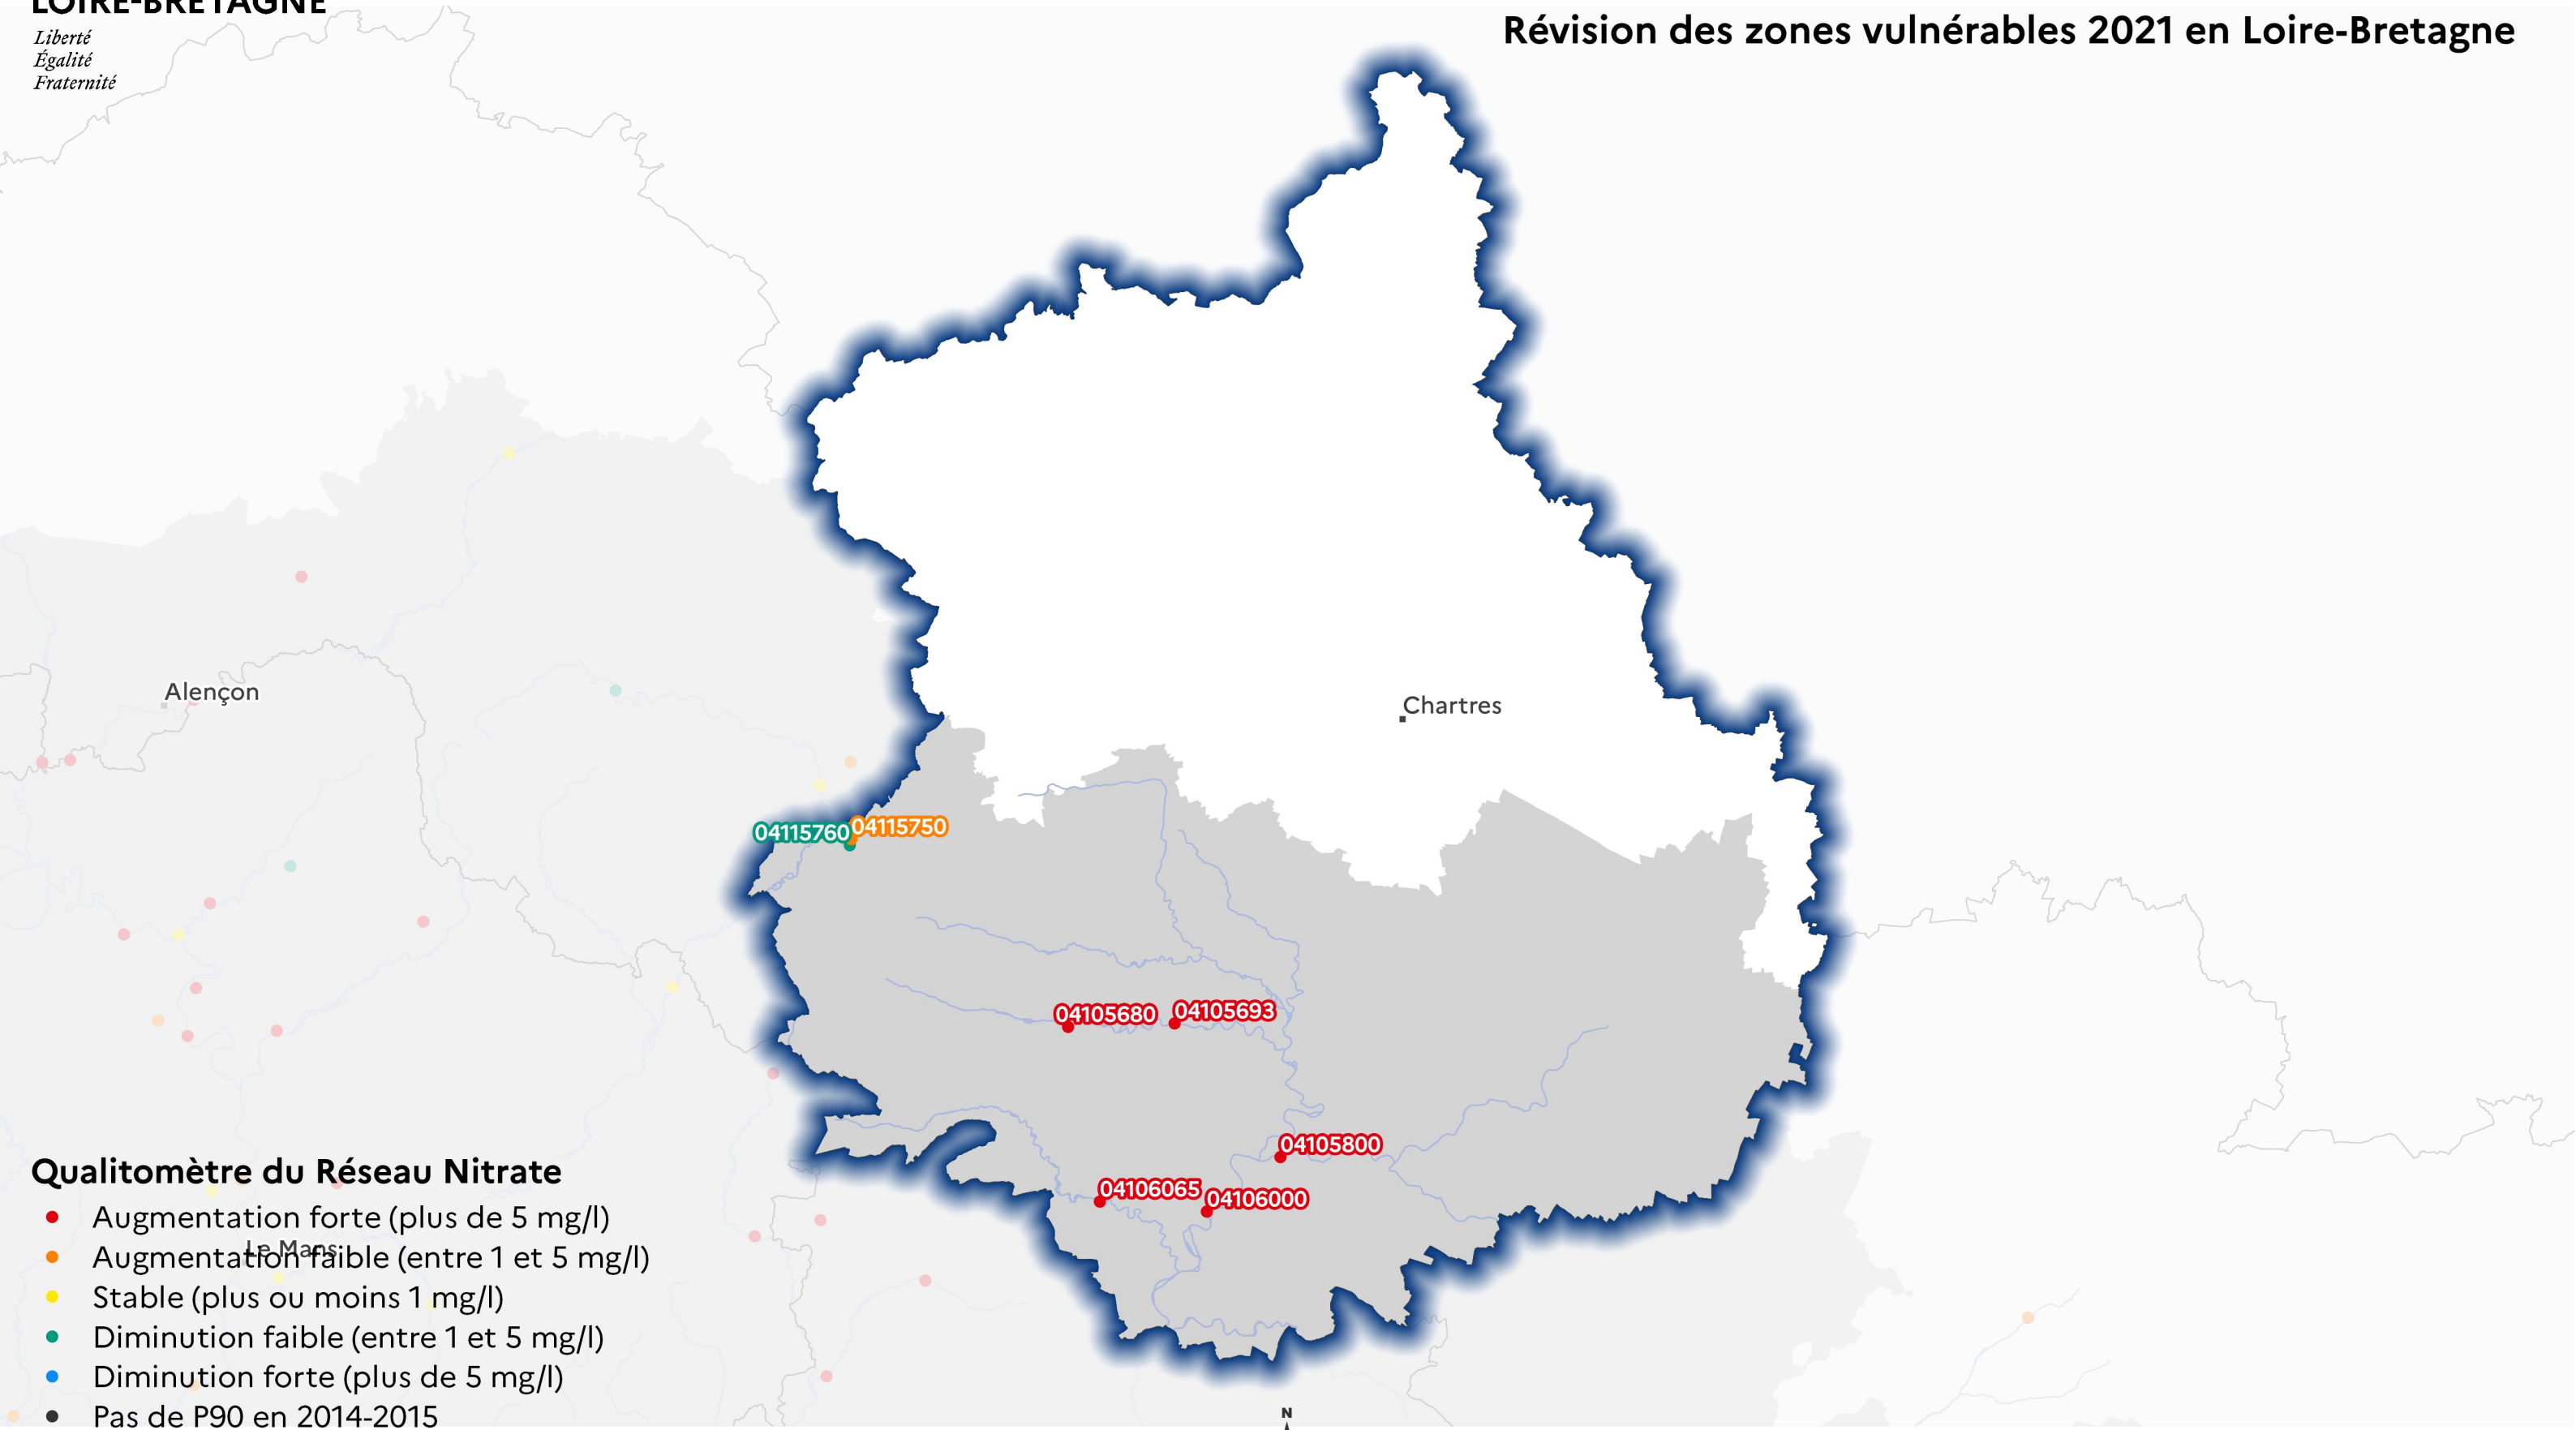 LOIRE-BRETAGNE
Liberté
Égalité
Fraternité
Révision des zones vulnérables 2021 en Loire-Bretagne
Alençon
Chartres
04115760
04115750
04105680
04105693
04105800
04106065
04106000
Qualitomètre du Réseau Nitrate
Augmentation forte (plus de 5 mg/l)
Le Mans
Augmentation faible (entre 1 et 5 mg/l)
Stable (plus ou moins 1 mg/l)
Diminution faible (entre 1 et 5 mg/l)
Diminution forte (plus de 5 mg/l)
Pas de P90 en 2014-2015
N